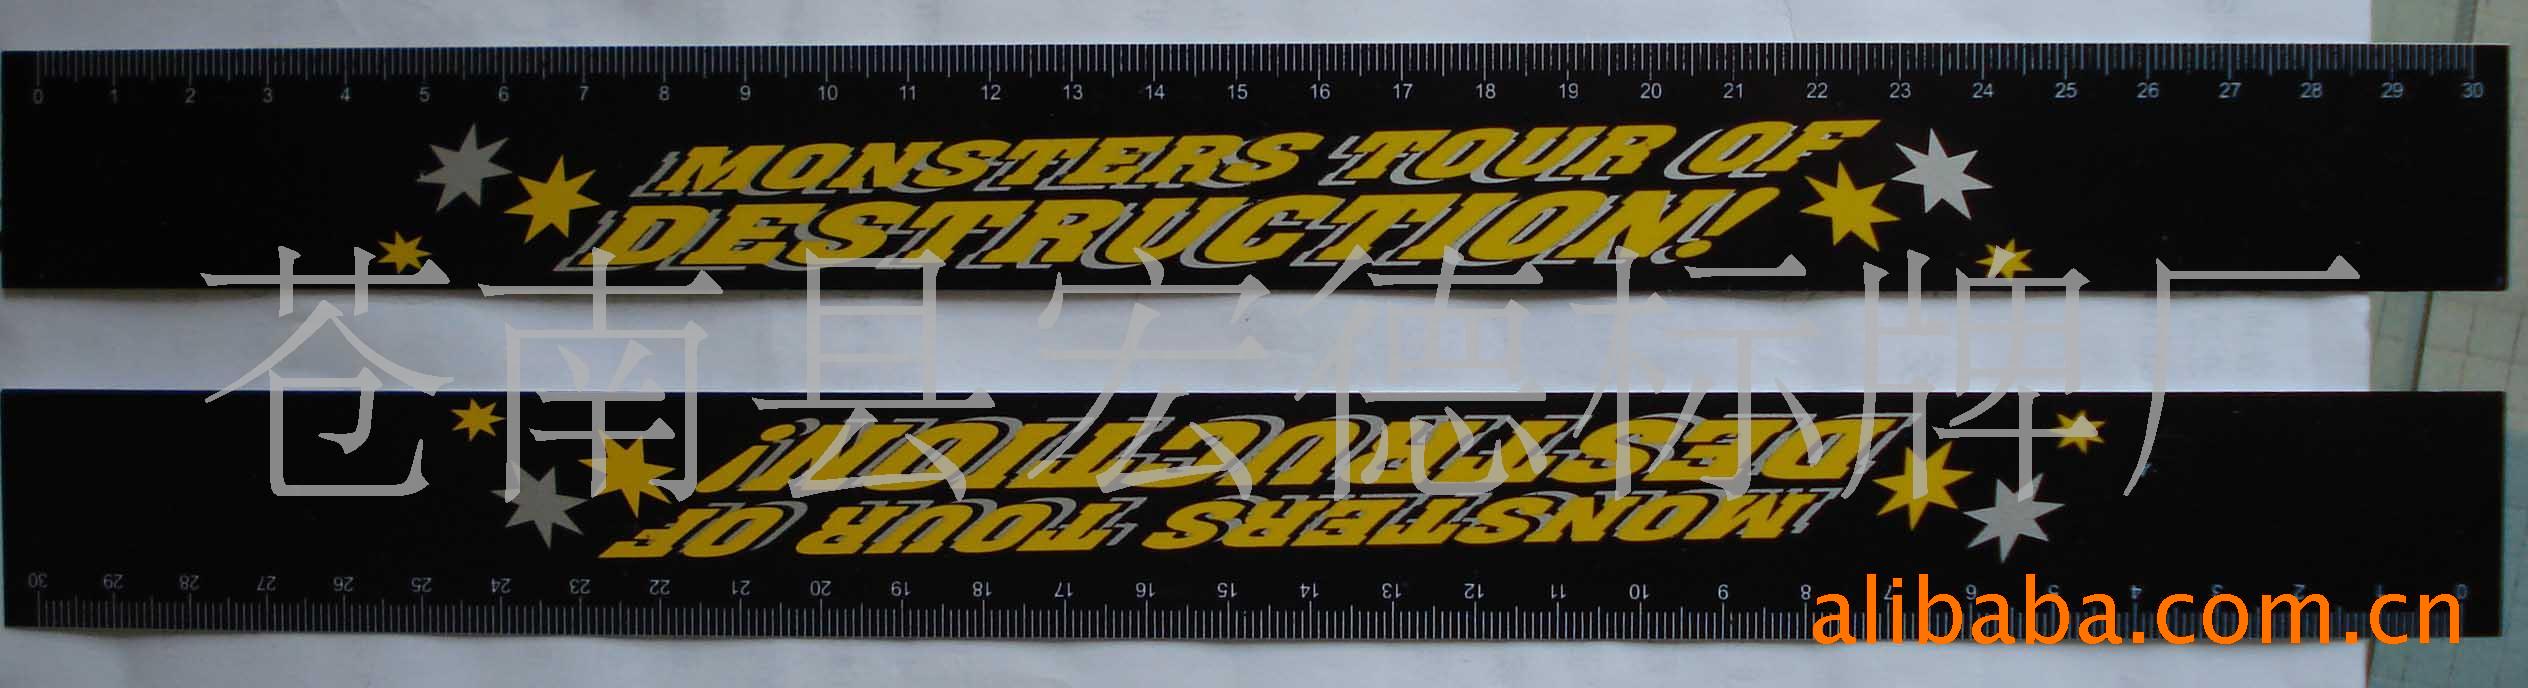 0 1 2 3 4 5 6 7 8 9 10 11 12 13 14 15 16 17 18 19 20 21 22 23 24 25 26 27 28 29 30
MONSTERS TOUR OF
DESTRUCTION!
苍南县宏德标牌厂
DESTRUCTION!
MONSTERS TOUR OF
30 29 28 27 26 25 24 23 22 21 20 19 18 17 16 15 14 13 12 11 10 9 8 7 6 5 4 3 2 1 0
alibaba.com.cn